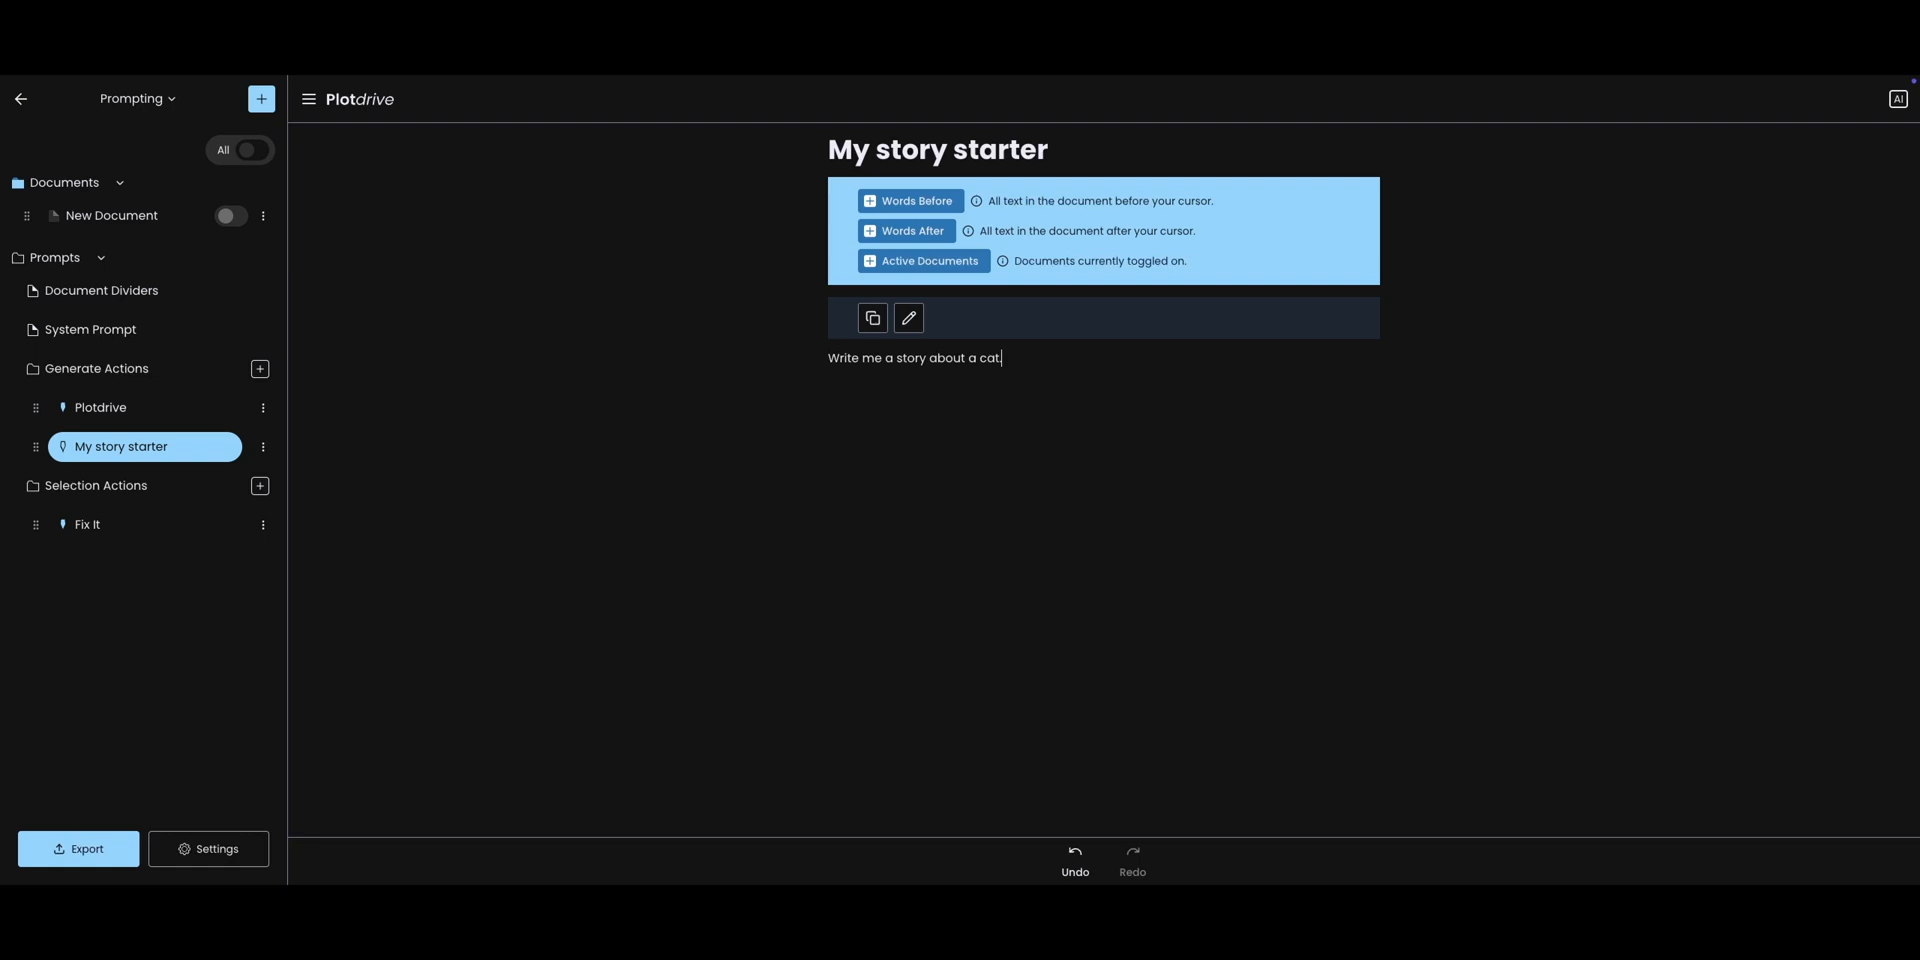 Prompting
Plotdrive
AI
All
My story starter
Documents
Words Before
All text in the document before your cursor.
New Document
Words After
All text in the document after your cursor.
Prompts
Active Documents
Documents currently toggled on.
Document Dividers
System Prompt
Write me a story about a cat.
Generate Actions
Plotdrive
My story starter
Selection Actions
Fix It
Export
Settings
Undo
Redo